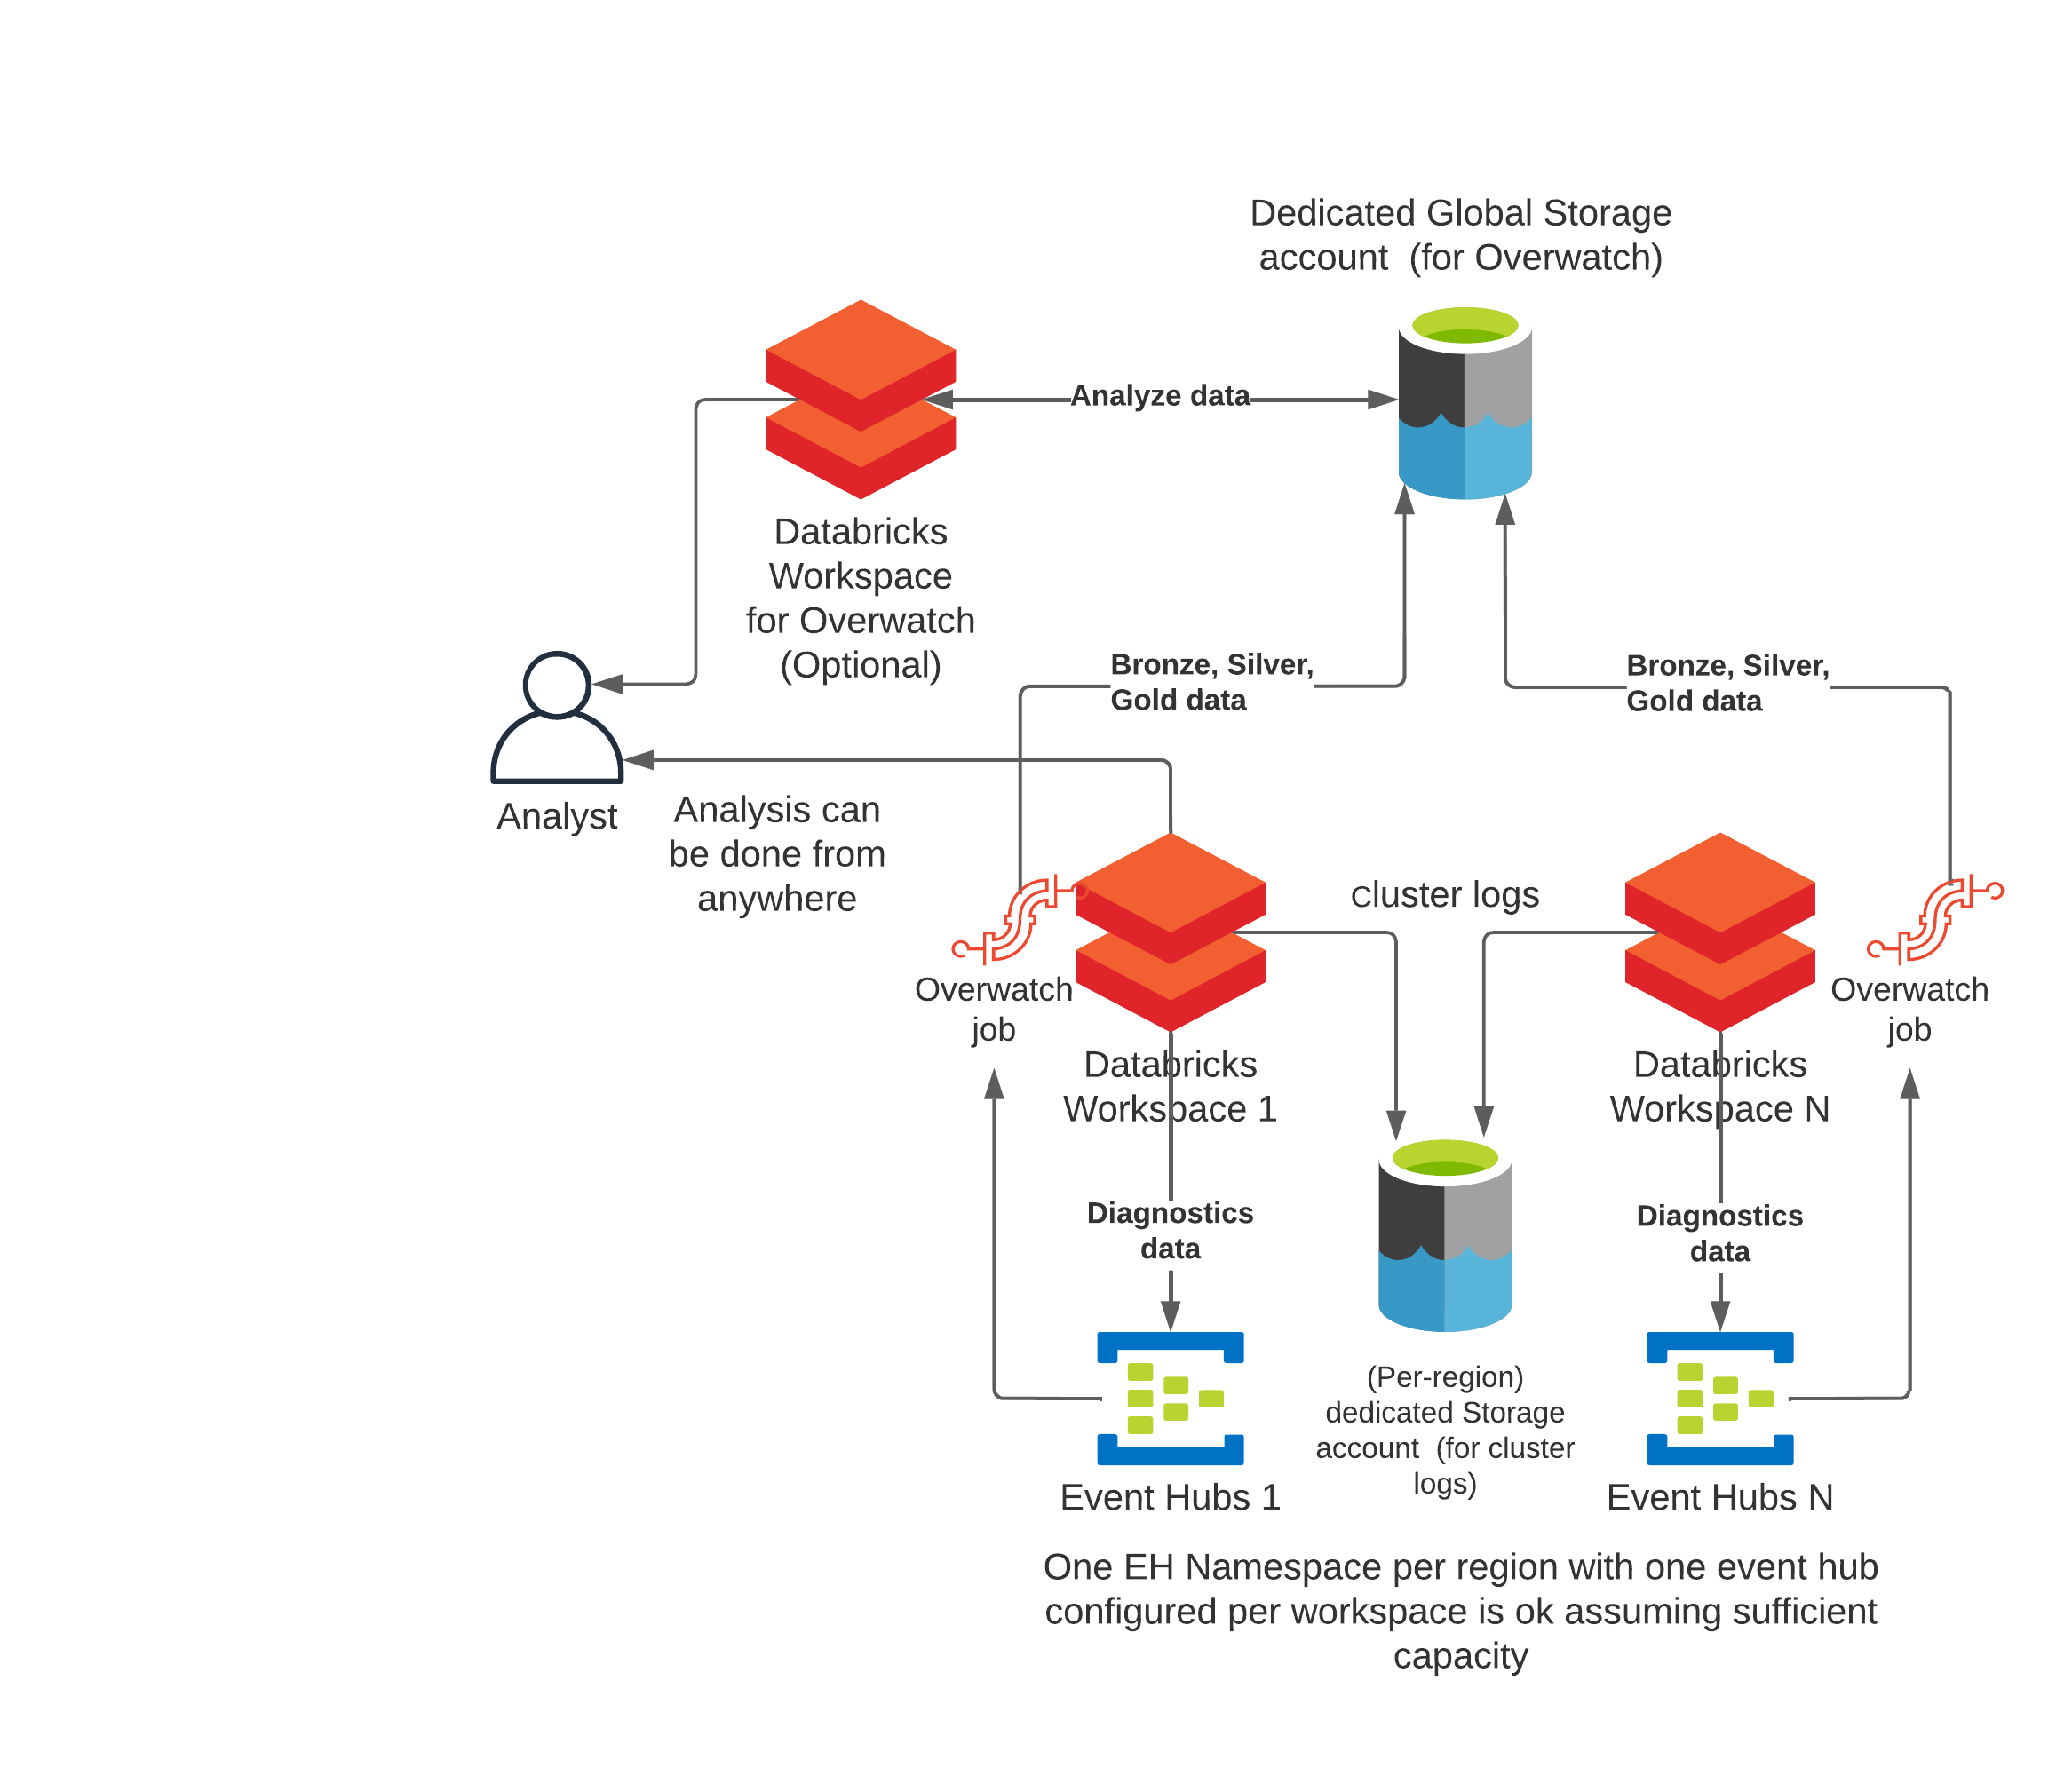 Dedicated Global Storage
account  (for Overwatch)
Analyze data
Databricks
Workspace
for Overwatch
(Optional)
Bronze, Silver,
Gold data
Bronze, Silver,
Gold data
Analyst
Analysis can
be done from
anywhere
Cluster logs
Overwatch
job
Databricks
Workspace 1
Databricks
Workspace N
Overwatch
job
Diagnostics
data
Diagnostics
data
(Per-region)
dedicated Storage
account  (for cluster
logs)
Event Hubs 1
Event Hubs N
One EH Namespace per region with one event hub
configured per workspace is ok assuming sufficient
capacity